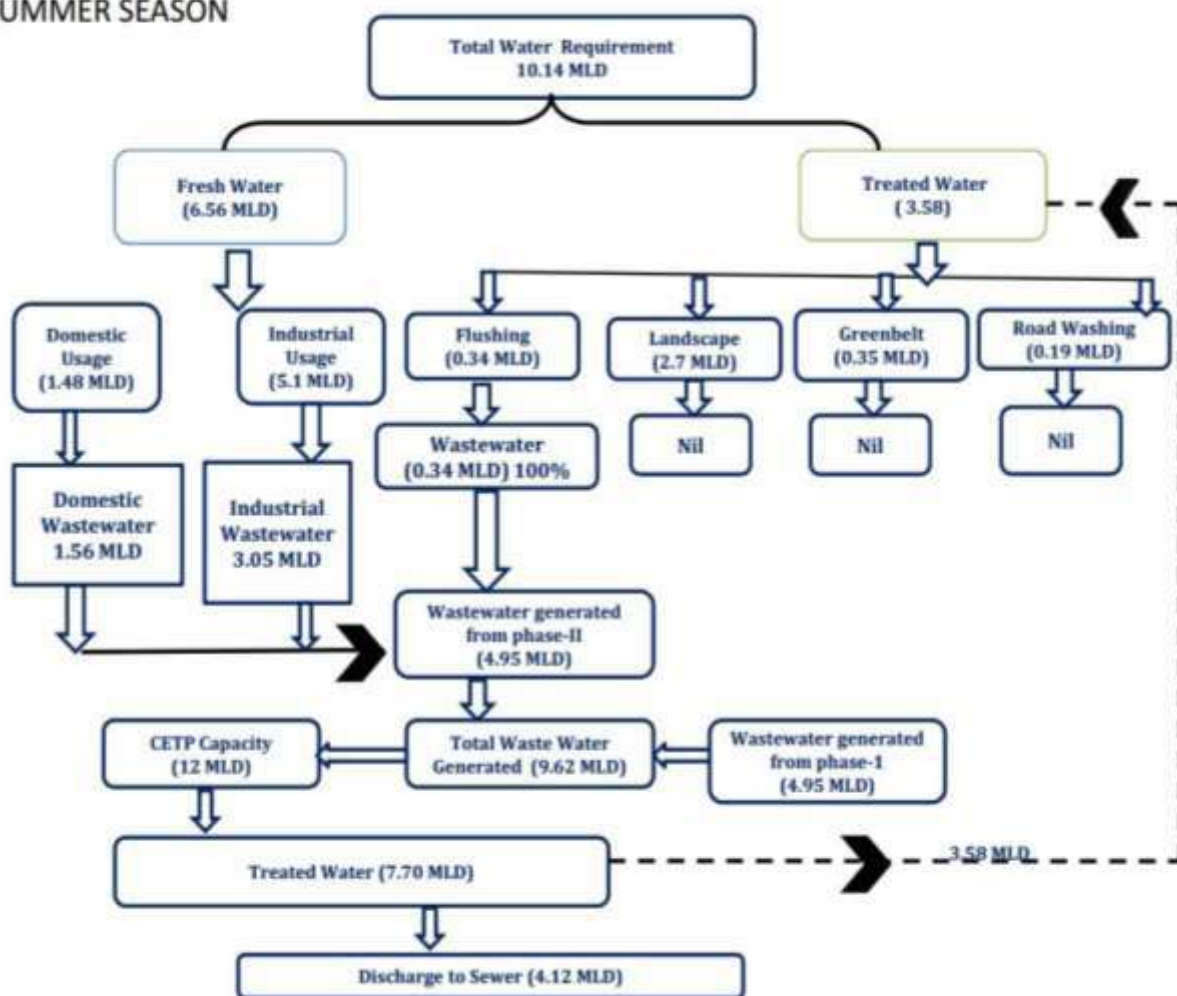 UMMER SEASON
Total Water Requirement
10.14 MLD
Fresh Water
(6.56 MLD)
Treated Water
( 3.58)
Domestic
Usage
(1.48 MLD)
Industrial
Usage
(5.1 MLD)
Flushing
(0.34 MLD)
Landscape
(2.7 MLD)
Greenbelt
(0.35 MLD)
Road Washing
(0.19 MLD)
Domestic
Wastewater
1.56 MLD
Industrial
Wastewater
3.05 MLD
Wastewater
(0.34 MLD) 100%
Nil
Nil
Nil
Wastewater generated
from phase-II
(4.95 MLD)
CETP Capacity
(12 MLD)
Total Waste Water
Generated (9.62 MLD)
Wastewater generated
from phase-1
(4.95 MLD)
Treated Water (7.70 MLD)
3.58 MLD
Discharge to Sewer (4.12 MLD)